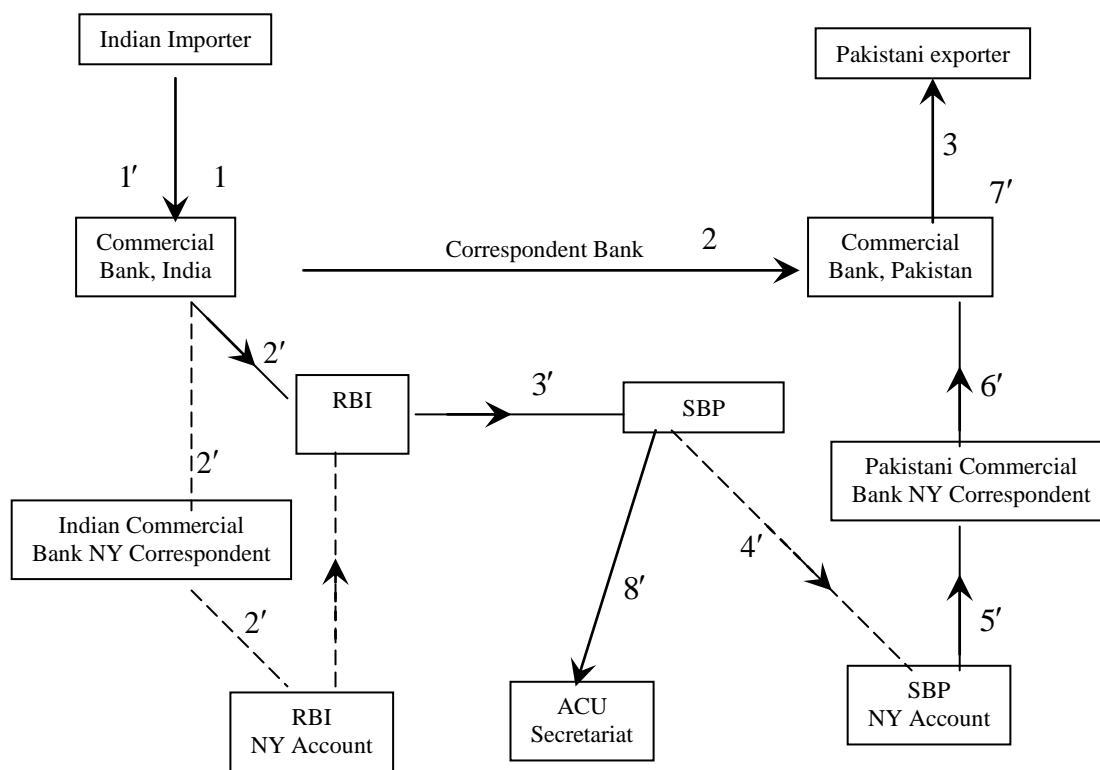 Indian Importer
Pakistani exporter
1′ 1
3
7′
Commercial
Bank, India
Correspondent Bank
2
Commercial
Bank, Pakistan
2′
RBI
3′
SBP
6′
2′
Indian Commercial
Bank NY Correspondent
Pakistani Commercial
Bank NY Correspondent
4′
2′
8′
5′
RBI
NY Account
ACU
Secretariat
SBP
NY Account